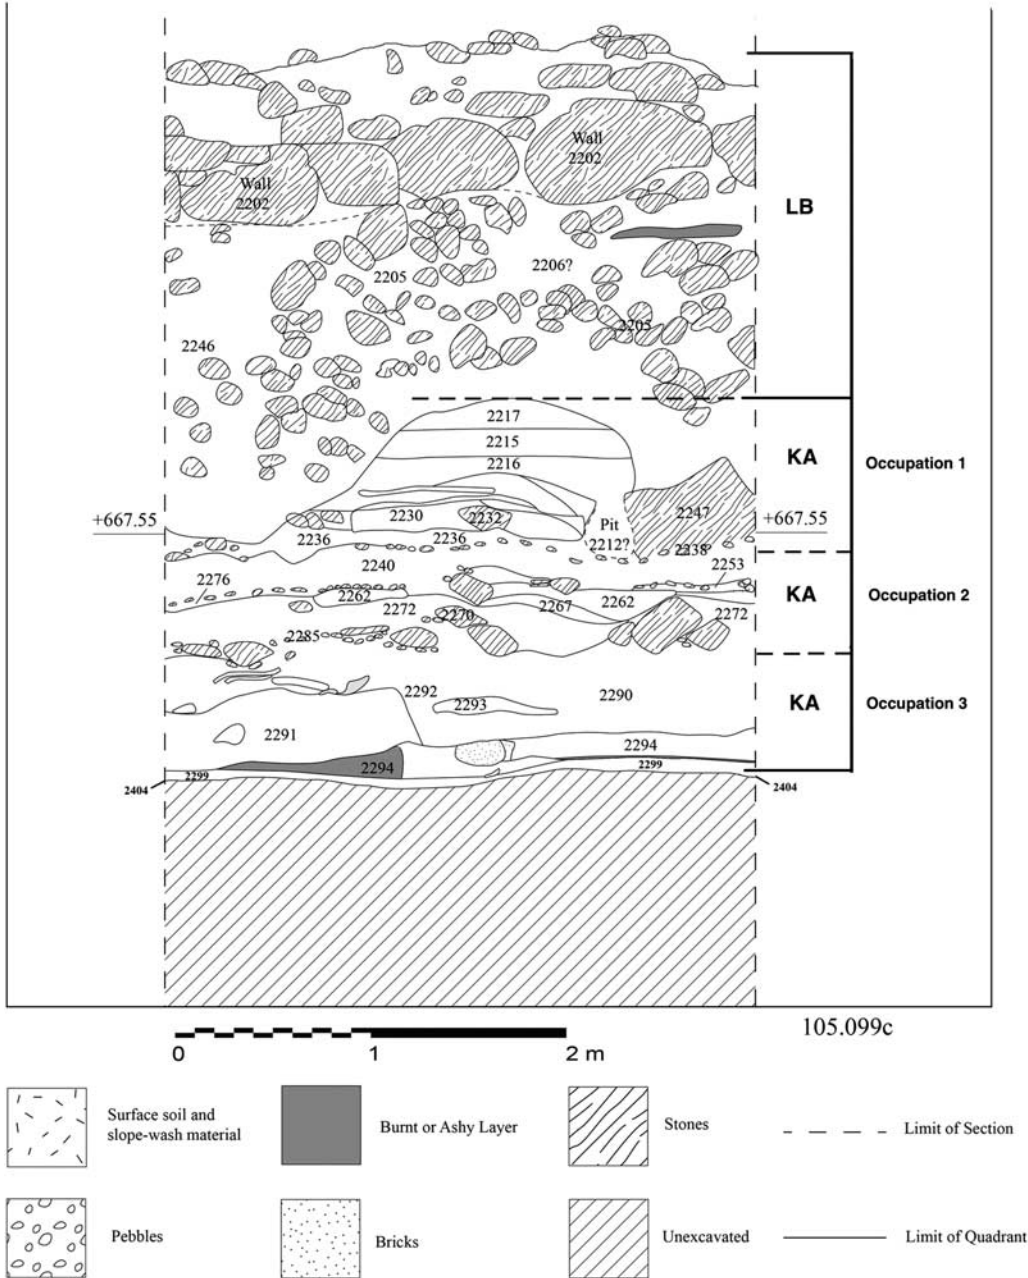 Wall
2202
Wall
2202
LB
2206?
2205
2205
2246
2217
2215
2216
KA
Occupation 1
+667.55
2230
2232
2247
+667.55
Pit
2212?
2236
2236
2238?
2240
2253
2276
2262
2267
2262
KA
Occupation 2
2272
2270
2272
2285
2292
2290
2293
KA
Occupation 3
2291
2294
2294
2299
2299
2404
2404
105.099c
0
1
2 m
Surface soil and
slope-wash material
Burnt or Ashy Layer
Stones
Limit of Section
Pebbles
Bricks
Unexcavated
Limit of Quadrant